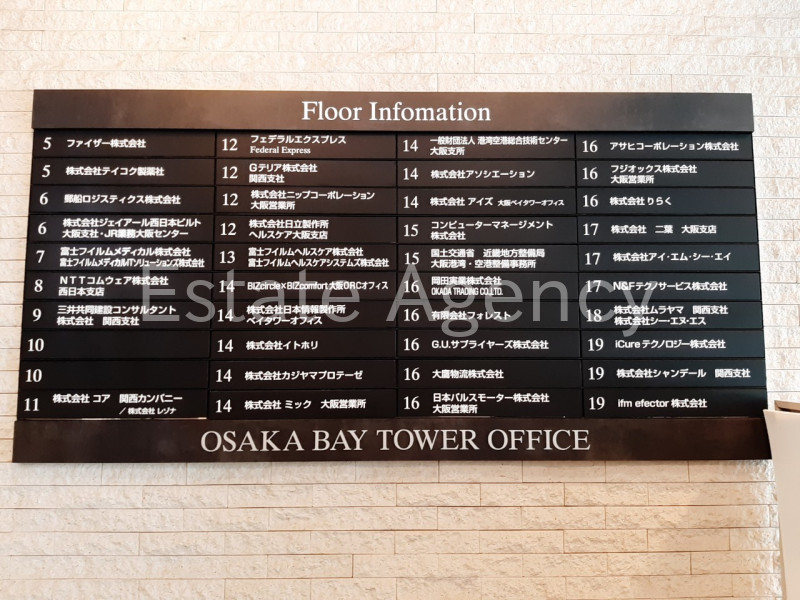 Floor Infomation
5 ファイザー株式会社
5 株式会社テイコク製薬社
6 郵船ロジスティクス株式会社
6 株式会社ジェイアール西日本ビルト
大阪支社・JR業務大阪センター
7 富士フイルムメディカル株式会社
富士フイルムメディカルITソリューションズ株式会社
8 NTTコムウェア株式会社
西日本支店
9 三井共同建設コンサルタント
株式会社 関西支社
10
10
11 株式会社 コア 関西カンパニー
／株式会社 レゾナ
12 フェデラルエクスプレス
Federal Express
12 Gテリア株式会社
関西支社
12 株式会社ニップコーポレーション
大阪営業所
12 株式会社日立製作所
ヘルスケア大阪支店
13 富士フイルムヘルスケア株式会社
富士フイルムヘルスケアシステムズ株式会社
14 BIZcircle×BIZcomfort大阪ORCオフィス
14 株式会社日本情報製作所
ベイタワーオフィス
14 株式会社イトホリ
14 株式会社カジヤマプロテーゼ
14 株式会社 ミック 大阪営業所
14 一般財団法人 港湾空港総合技術センター
大阪支所
14 株式会社アソシエーション
14 株式会社 アイズ 大阪ベイタワーオフィス
15 コンピューターマネージメント
株式会社
15 国土交通省 近畿地方整備局
大阪港湾・空港整備事務所
16 岡田実業株式会社
OKADA TRADING CO.,LTD.
16 有限会社フォレスト
16 G.U.サプライヤーズ株式会社
16 大鷹物流株式会社
16 日本パルスモーター株式会社
大阪営業所
16 アサヒコーポレーション株式会社
16 フジオックス株式会社
大阪営業所
16 株式会社 りらく
17 株式会社 二葉 大阪支店
17 株式会社アイ・エム・シー・エイ
17 N&Fテクノサービス株式会社
18 株式会社ムラヤマ 関西支社
株式会社シー・エヌ・エス
19 iCure テクノロジー株式会社
19 株式会社シャンデール 関西支社
19 ifm efector 株式会社
OSAKA BAY TOWER OFFICE
Estate Agency